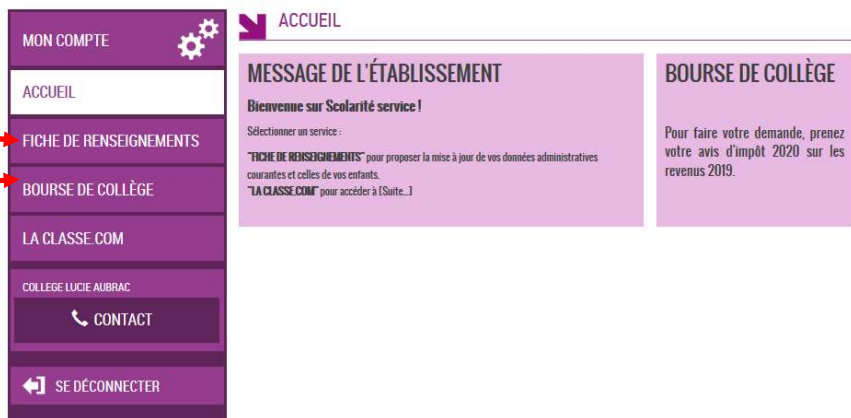 MON COMPTE
ACCUEIL
FICHE DE RENSEIGNEMENTS
BOURSE DE COLLÈGE
LA CLASSE.COM
COLLEGE LUCIE AUBRAC
CONTACT
SE DÉCONNECTER
ACCUEIL
MESSAGE DE L'ÉTABLISSEMENT
Bienvenue sur Scolarité service !
Sélectionner un service :
"FICHE DE RENSEIGNEMENTS" pour proposer la mise à jour de vos données administratives
courantes et celles de vos enfants.
"LA CLASSE.COM" pour accéder à [Suite...]
BOURSE DE COLLÈGE
Pour faire votre demande, prenez
votre avis d'impôt 2020 sur les
revenus 2019.